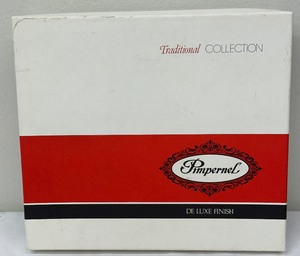 Traditional COLLECTION
Pimpernel
DE LUXE FINISH